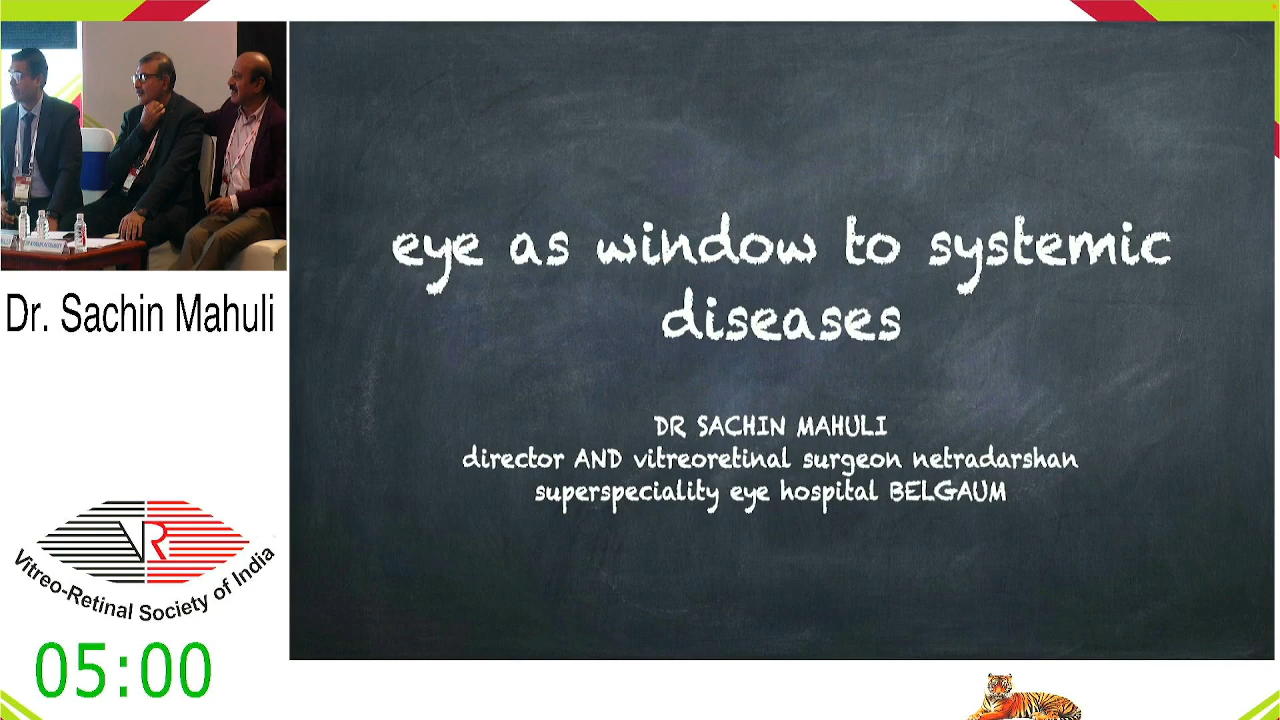 eye as window to systemic
diseases
DR SACHIN MAHULI
director AND vitreoretinal surgeon netradarshan
superspeciality eye hospital BELGAUM
Dr. Sachin Mahuli
VR
Vitreo-Retinal Society of India
05:00